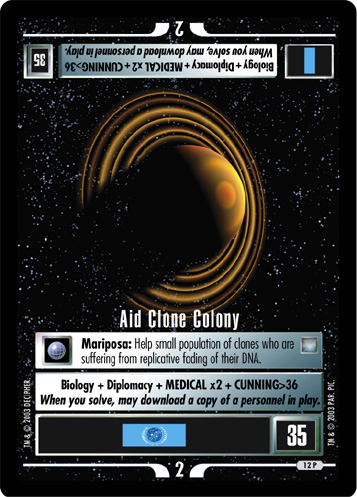 2
Biology + Diplomacy + MEDICAL x2 + CUNNING>36
When you solve, may download a personnel in play.
35
Aid Clone Colony
Mariposa: Help small population of clones who are
suffering from replicative fading of their DNA.
Biology + Diplomacy + MEDICAL x2 + CUNNING>36
When you solve, may download a copy of a personnel in play.
35
TM & © 2003 DECIPHER.
TM & © 2003 PAR. PIC.
2
12 P